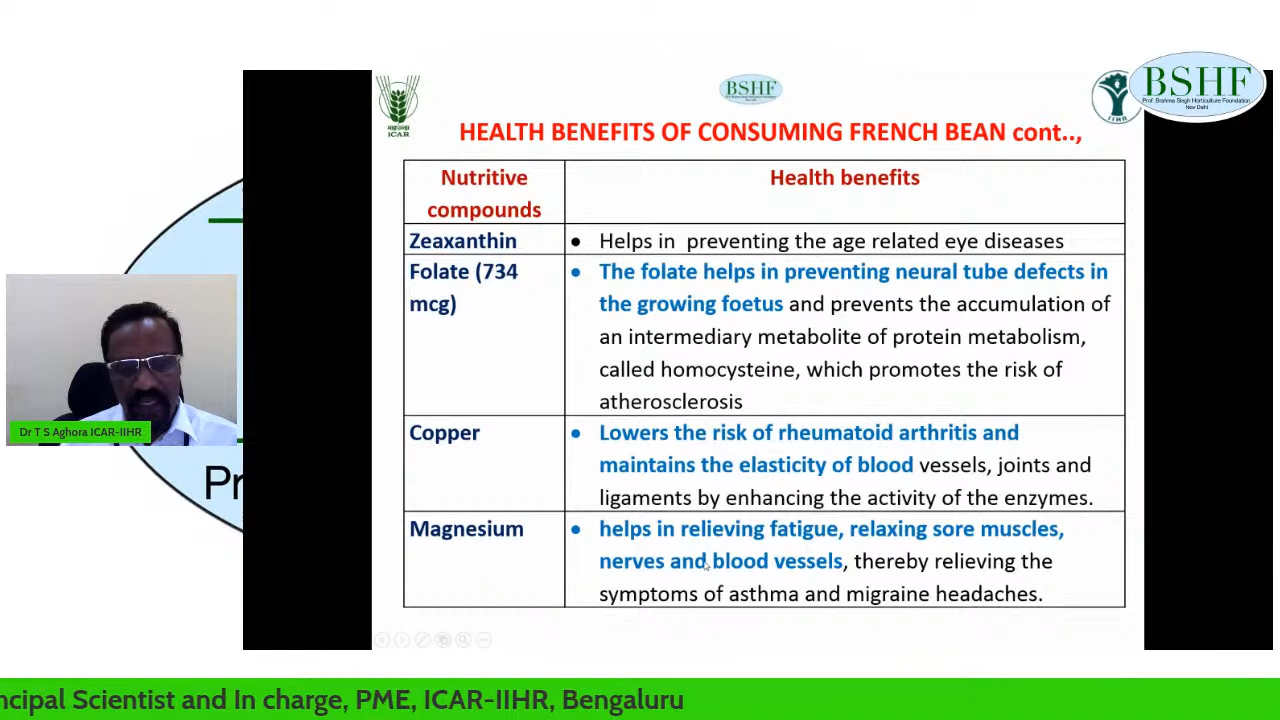 BSHF
Prof. Brahma Singh Horticulture Foundation
New Delhi
BSHF
ICAR
IIHR
HEALTH BENEFITS OF CONSUMING FRENCH BEAN cont..,
Nutritive
compounds
Health benefits
Zeaxanthin
• Helps in preventing the age related eye diseases
Folate (734
mcg)
• The folate helps in preventing neural tube defects in
the growing foetus and prevents the accumulation of
an intermediary metabolite of protein metabolism,
called homocysteine, which promotes the risk of
atherosclerosis
Copper
• Lowers the risk of rheumatoid arthritis and
maintains the elasticity of blood vessels, joints and
ligaments by enhancing the activity of the enzymes.
Magnesium
• helps in relieving fatigue, relaxing sore muscles,
nerves and blood vessels, thereby relieving the
symptoms of asthma and migraine headaches.
Dr T S Aghora ICAR-IIHR
Pr
ncipal Scientist and In charge, PME, ICAR-IIHR, Bengaluru